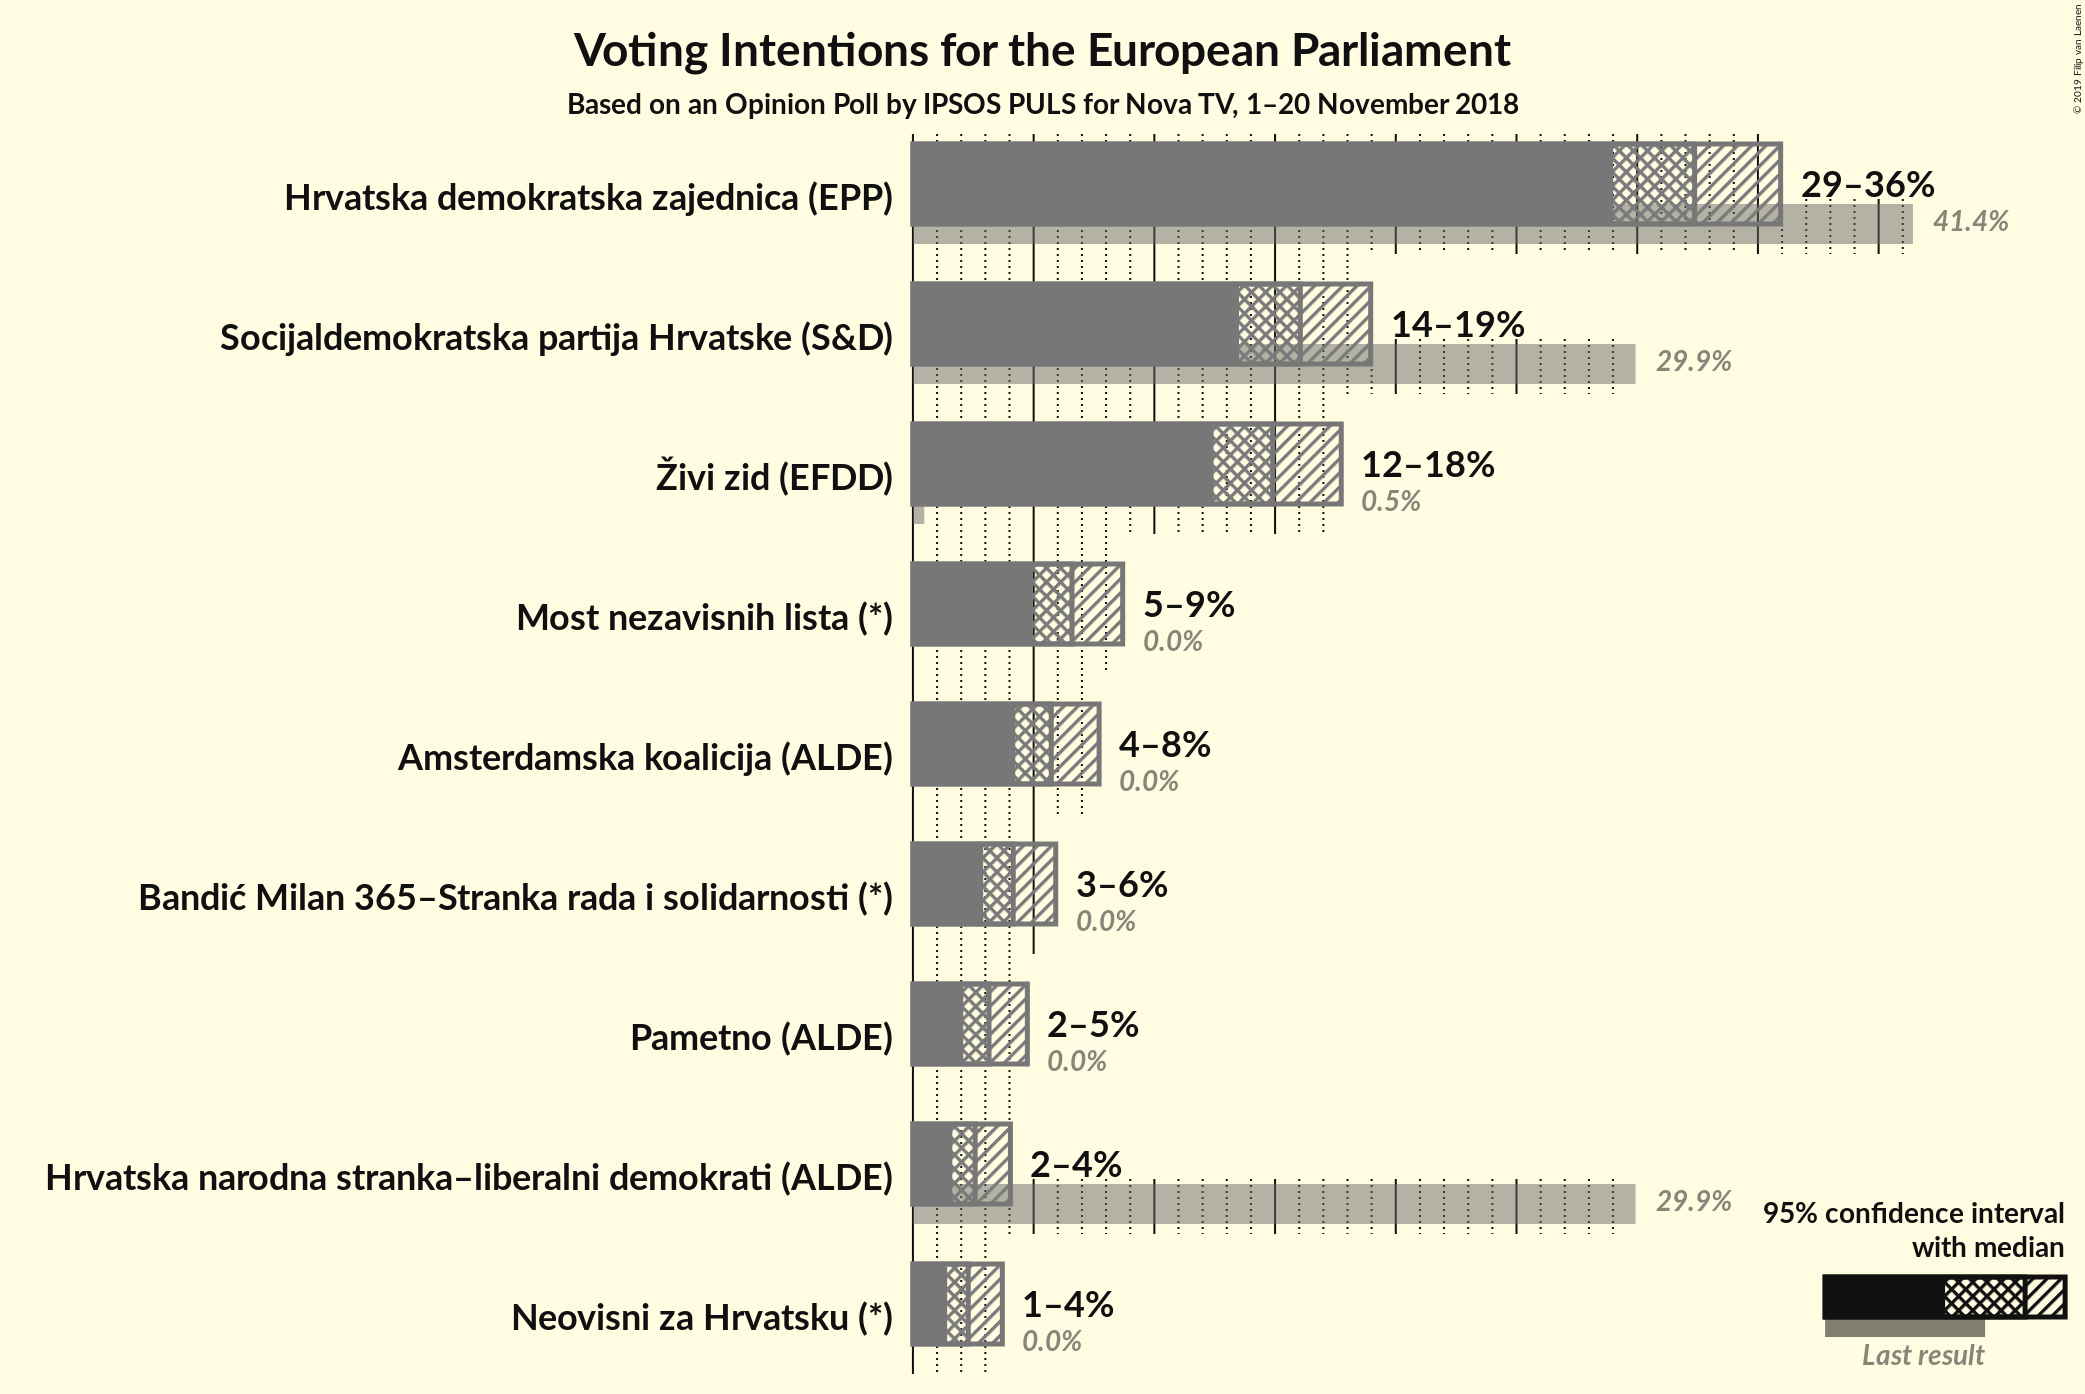 Voting Intentions for the European Parliament
Based on an Opinion Poll by IPSOS PULS for Nova TV, 1–20 November 2018
© 2019 Filip van Laenen
Hrvatska demokratska zajednica (EPP)
29–36%
41.4%
Socijaldemokratska partija Hrvatske (S&D)
14–19%
29.9%
Živi zid (EFDD)
12–18%
0.5%
Most nezavisnih lista (*)
5–9%
0.0%
Amsterdamska koalicija (ALDE)
4–8%
0.0%
Bandić Milan 365–Stranka rada i solidarnosti (*)
3–6%
0.0%
Pametno (ALDE)
2–5%
0.0%
Hrvatska narodna stranka–liberalni demokrati (ALDE)
2–4%
29.9%
Neovisni za Hrvatsku (*)
1–4%
0.0%
95% confidence interval
with median
Last result